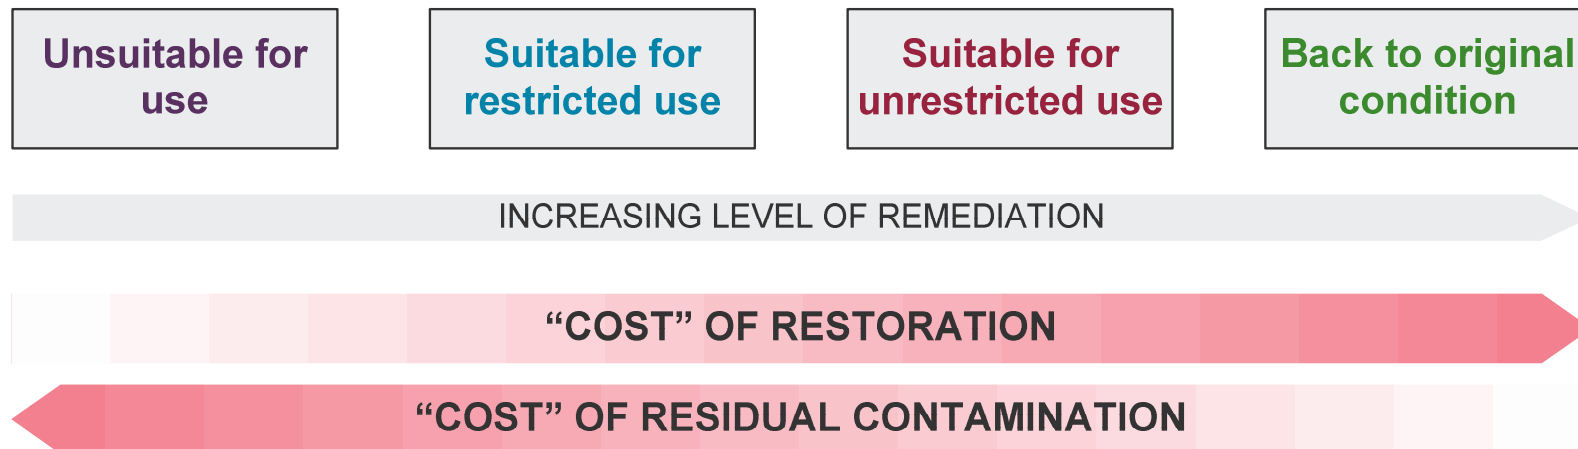 Unsuitable for
use
Suitable for
restricted use
Suitable for
unrestricted use
Back to original
condition
INCREASING LEVEL OF REMEDIATION
“COST” OF RESTORATION
“COST” OF RESIDUAL CONTAMINATION